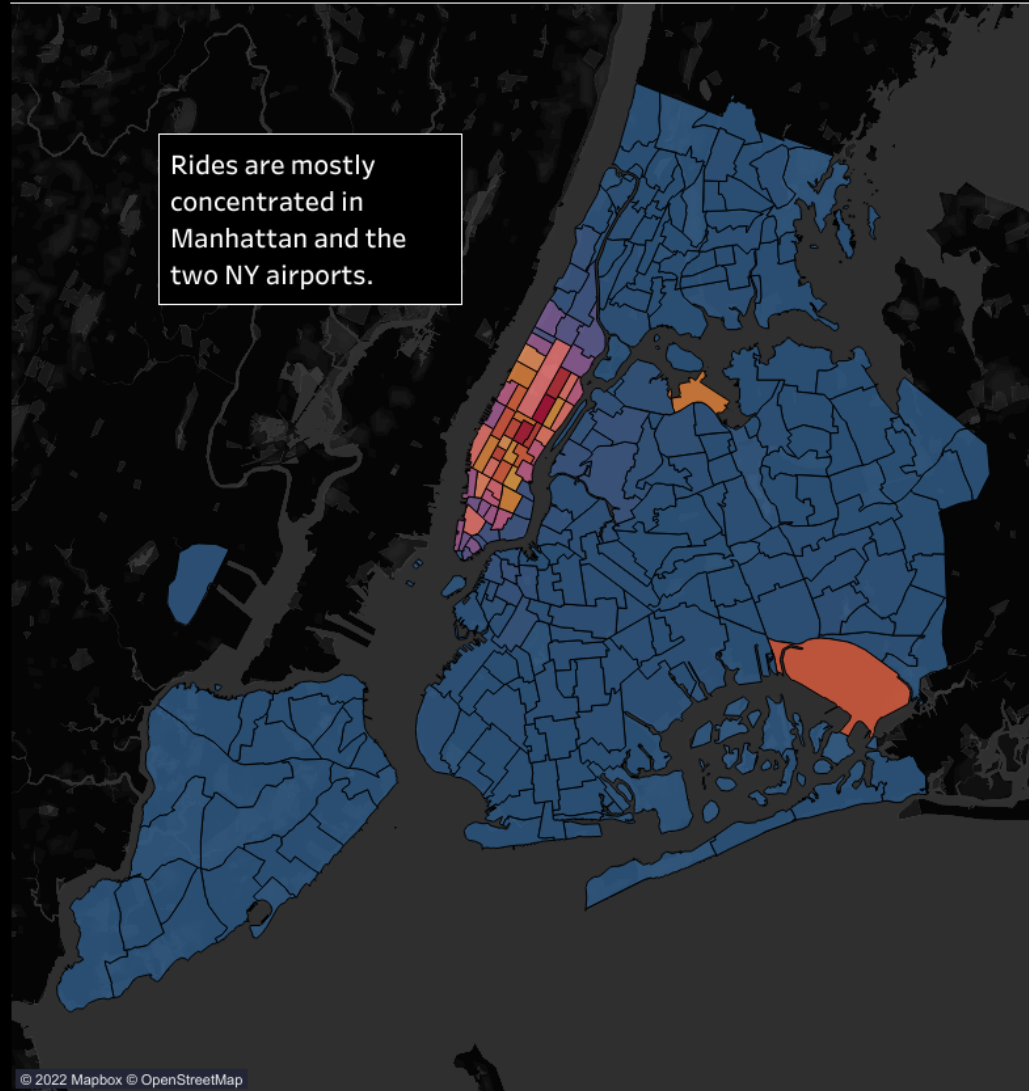 Rides are mostly
concentrated in
Manhattan and the
two NY airports.
© 2022 Mapbox © OpenStreetMap